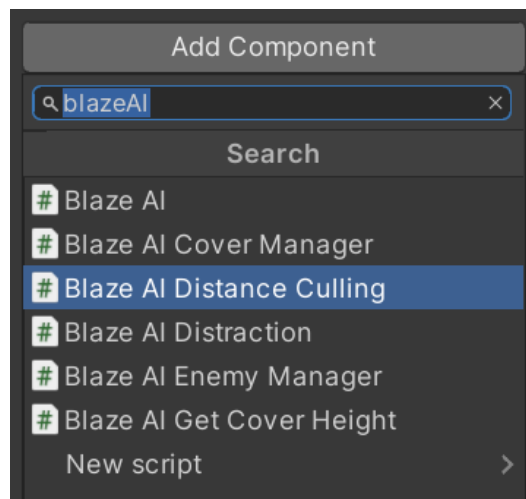 Add Component
blazeAI
Search
# Blaze AI
# Blaze AI Cover Manager
# Blaze AI Distance Culling
# Blaze AI Distraction
# Blaze AI Enemy Manager
# Blaze AI Get Cover Height
New script